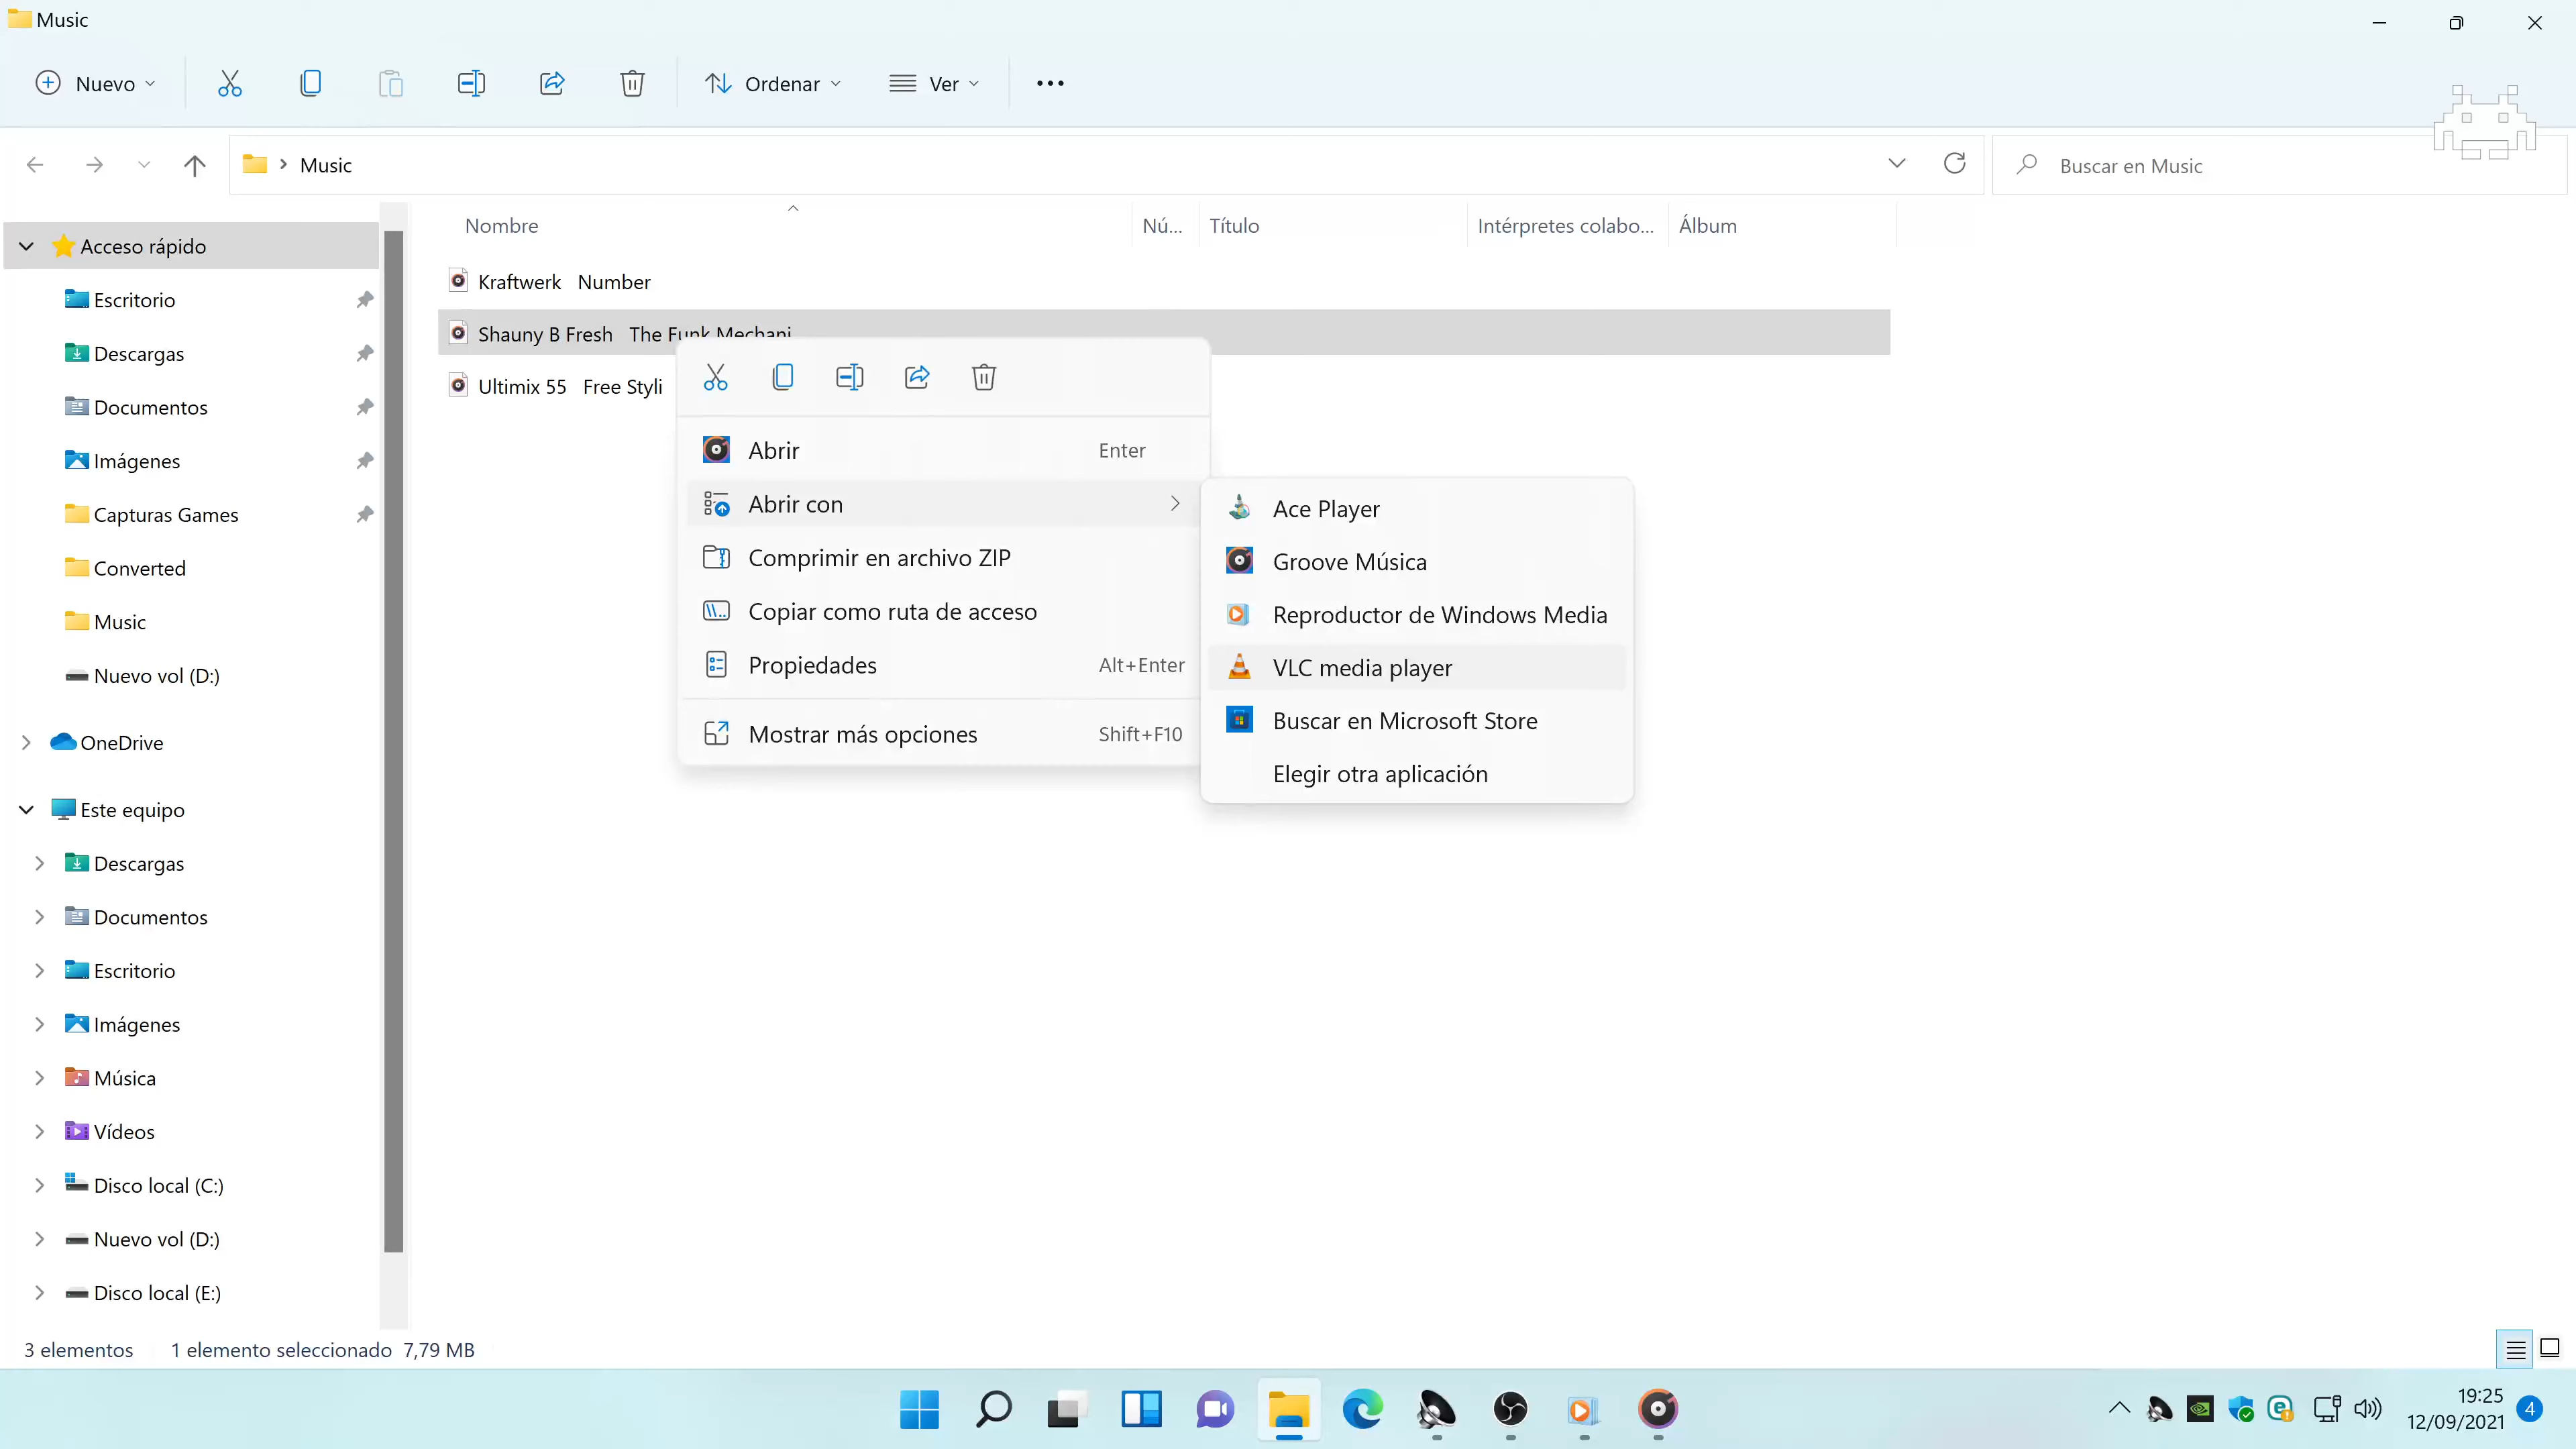 Music
Nuevo
Ordenar
Ver
Music
Buscar en Music
Nombre
Nú...
Título
Intérpretes colabo...
Álbum
Acceso rápido
Escritorio
Descargas
Documentos
Imágenes
Capturas Games
Converted
Music
Nuevo vol (D:)
OneDrive
Este equipo
Descargas
Documentos
Escritorio
Imágenes
Música
Vídeos
Disco local (C:)
Nuevo vol (D:)
Disco local (E:)
Kraftwerk Number
Shauny B Fresh The Funk Mechani
Ultimix 55 Free Styli
Abrir Enter
Abrir con
Comprimir en archivo ZIP
Copiar como ruta de acceso
Propiedades Alt+Enter
Mostrar más opciones Shift+F10
Ace Player
Groove Música
Reproductor de Windows Media
VLC media player
Buscar en Microsoft Store
Elegir otra aplicación
3 elementos 1 elemento seleccionado 7,79 MB
19:25
12/09/2021
4